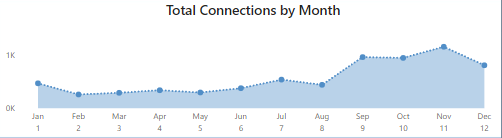 Total Connections by Month
1K
0K
Jan Feb Mar Apr May Jun Jul Aug Sep Oct Nov Dec
1 2 3 4 5 6 7 8 9 10 11 12